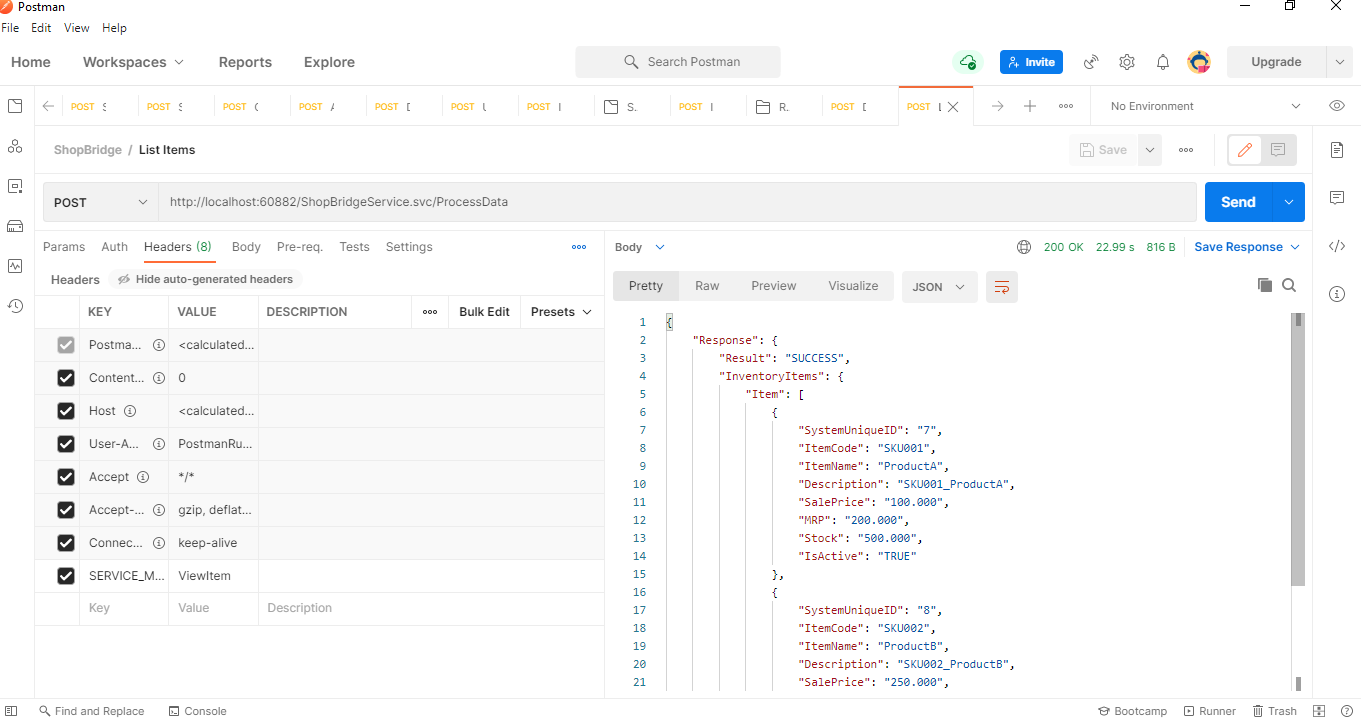 Postman
File Edit View Help
Home Workspaces Reports Explore Search Postman Invite Upgrade
POST POST POST POST POST POST POST S. POST R. POST POST No Environment
ShopBridge / List Items Save
POST http://localhost:60882/ShopBridgeService.svc/ProcessData Send
Params Auth Headers (8) Body Pre-req. Tests Settings
Body 200 OK 22.99 s 816 B Save Response
Headers Hide auto-generated headers
Pretty Raw Preview Visualize JSON
KEY VALUE DESCRIPTION Bulk Edit Presets
Postma... <calculated...
Content... 0
Host <calculated...
User-A... PostmanRu...
Accept */*
Accept-... gzip, deflat...
Connec... keep-alive
SERVICE_M... ViewItem
Key Value Description
1 {
2 "Response": {
3 "Result": "SUCCESS",
4 "InventoryItems": {
5 "Item": [
6 {
7 "SystemUniqueID": "7",
8 "ItemCode": "SKU001",
9 "ItemName": "ProductA",
10 "Description": "SKU001_ProductA",
11 "SalePrice": "100.000",
12 "MRP": "200.000",
13 "Stock": "500.000",
14 "IsActive": "TRUE"
15 },
16 {
17 "SystemUniqueID": "8",
18 "ItemCode": "SKU002",
19 "ItemName": "ProductB",
20 "Description": "SKU002_ProductB",
21 "SalePrice": "250.000",
Find and Replace Console Bootcamp Runner Trash